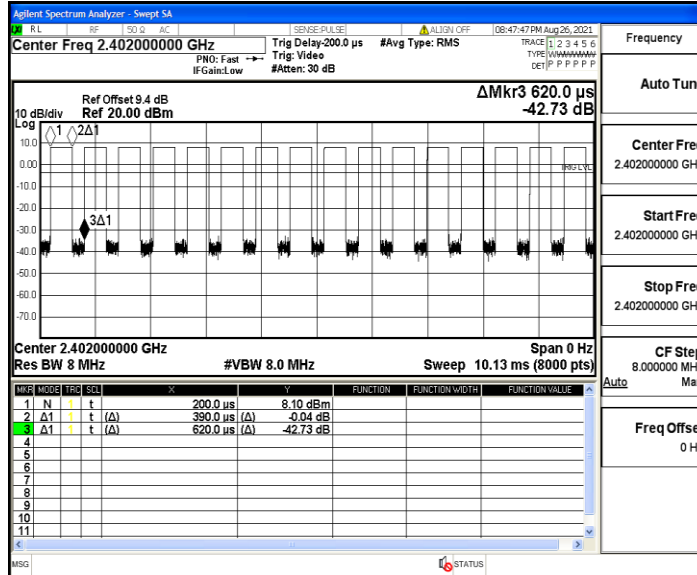 Agilent Spectrum Analyzer - Swept SA
RL RF 50 Ω AC SENSE:PULSE ALIGN OFF 08:47:47 PM Aug 26, 2021
Center Freq 2.402000000 GHz
PNO: Fast
IFGain:Low
Trig Delay-200.0 µs
Trig: Video
#Atten: 30 dB
#Avg Type: RMS
TRACE 1 2 3 4 5 6
TYPE WWWWWW
DET P P P P P P
Ref Offset 9.4 dB
10 dB/div Ref 20.00 dBm
Log
ΔMkr3 620.0 µs
-42.73 dB
10.0
0.00
-10.0
-20.0
-30.0
-40.0
-50.0
-60.0
-70.0
1 2Δ1
TRIG LVL
3Δ1
Center 2.402000000 GHz Span 0 Hz
Res BW 8 MHz #VBW 8.0 MHz Sweep 10.13 ms (8000 pts)
MKR MODE TRC SCL X Y FUNCTION FUNCTION WIDTH FUNCTION VALUE
1 N 1 t 200.0 µs 8.10 dBm
2 Δ1 1 t (Δ) 390.0 µs (Δ) -0.04 dB
3 Δ1 1 t (Δ) 620.0 µs (Δ) -42.73 dB
4
5
6
7
8
9
10
11
MSG STATUS
Frequency
Auto Tun
Center Fre
2.402000000 GH
Start Fre
2.402000000 GH
Stop Fre
2.402000000 GH
CF Step
8.000000 MH
Auto Ma
Freq Offse
0 H